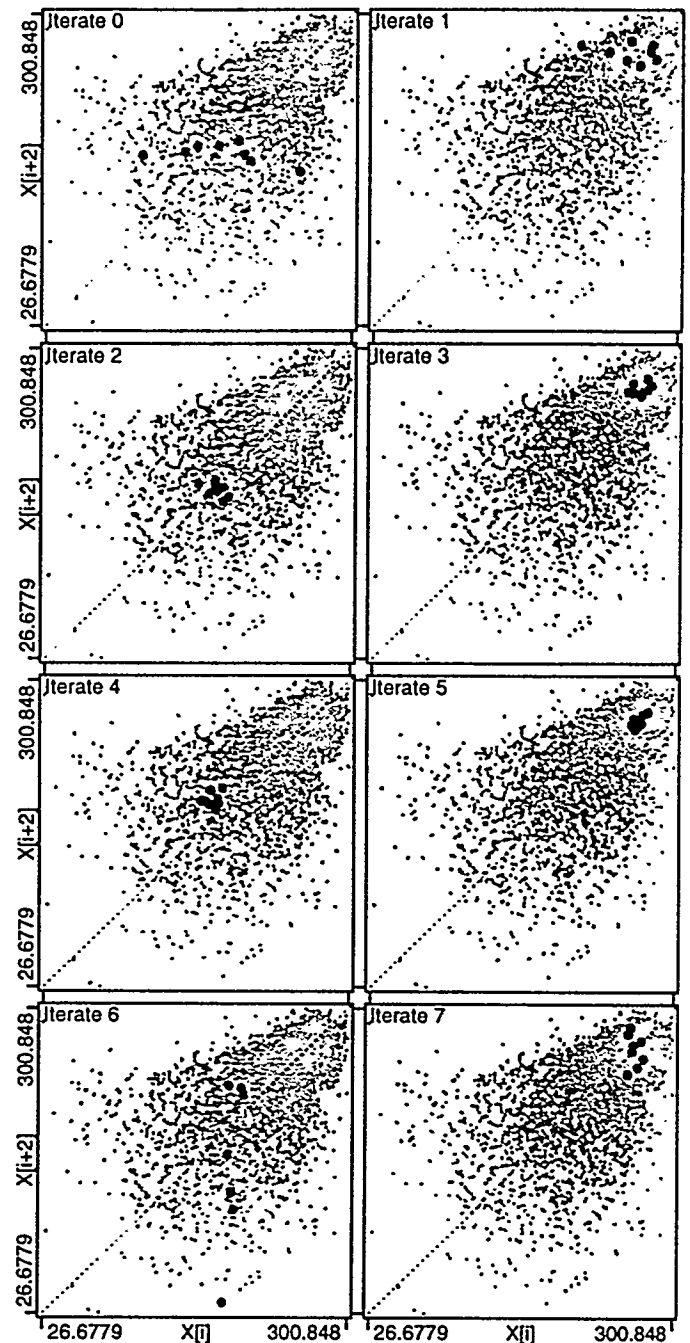 Iterate 0
Iterate 1
300.848
X[i+2]
26.6779
Iterate 2
Iterate 3
300.848
X[i+2]
26.6779
Iterate 4
Iterate 5
300.848
X[i+2]
26.6779
Iterate 6
Iterate 7
300.848
X[i+2]
26.6779
26.6779 X[i] 300.848
26.6779 X[i] 300.848